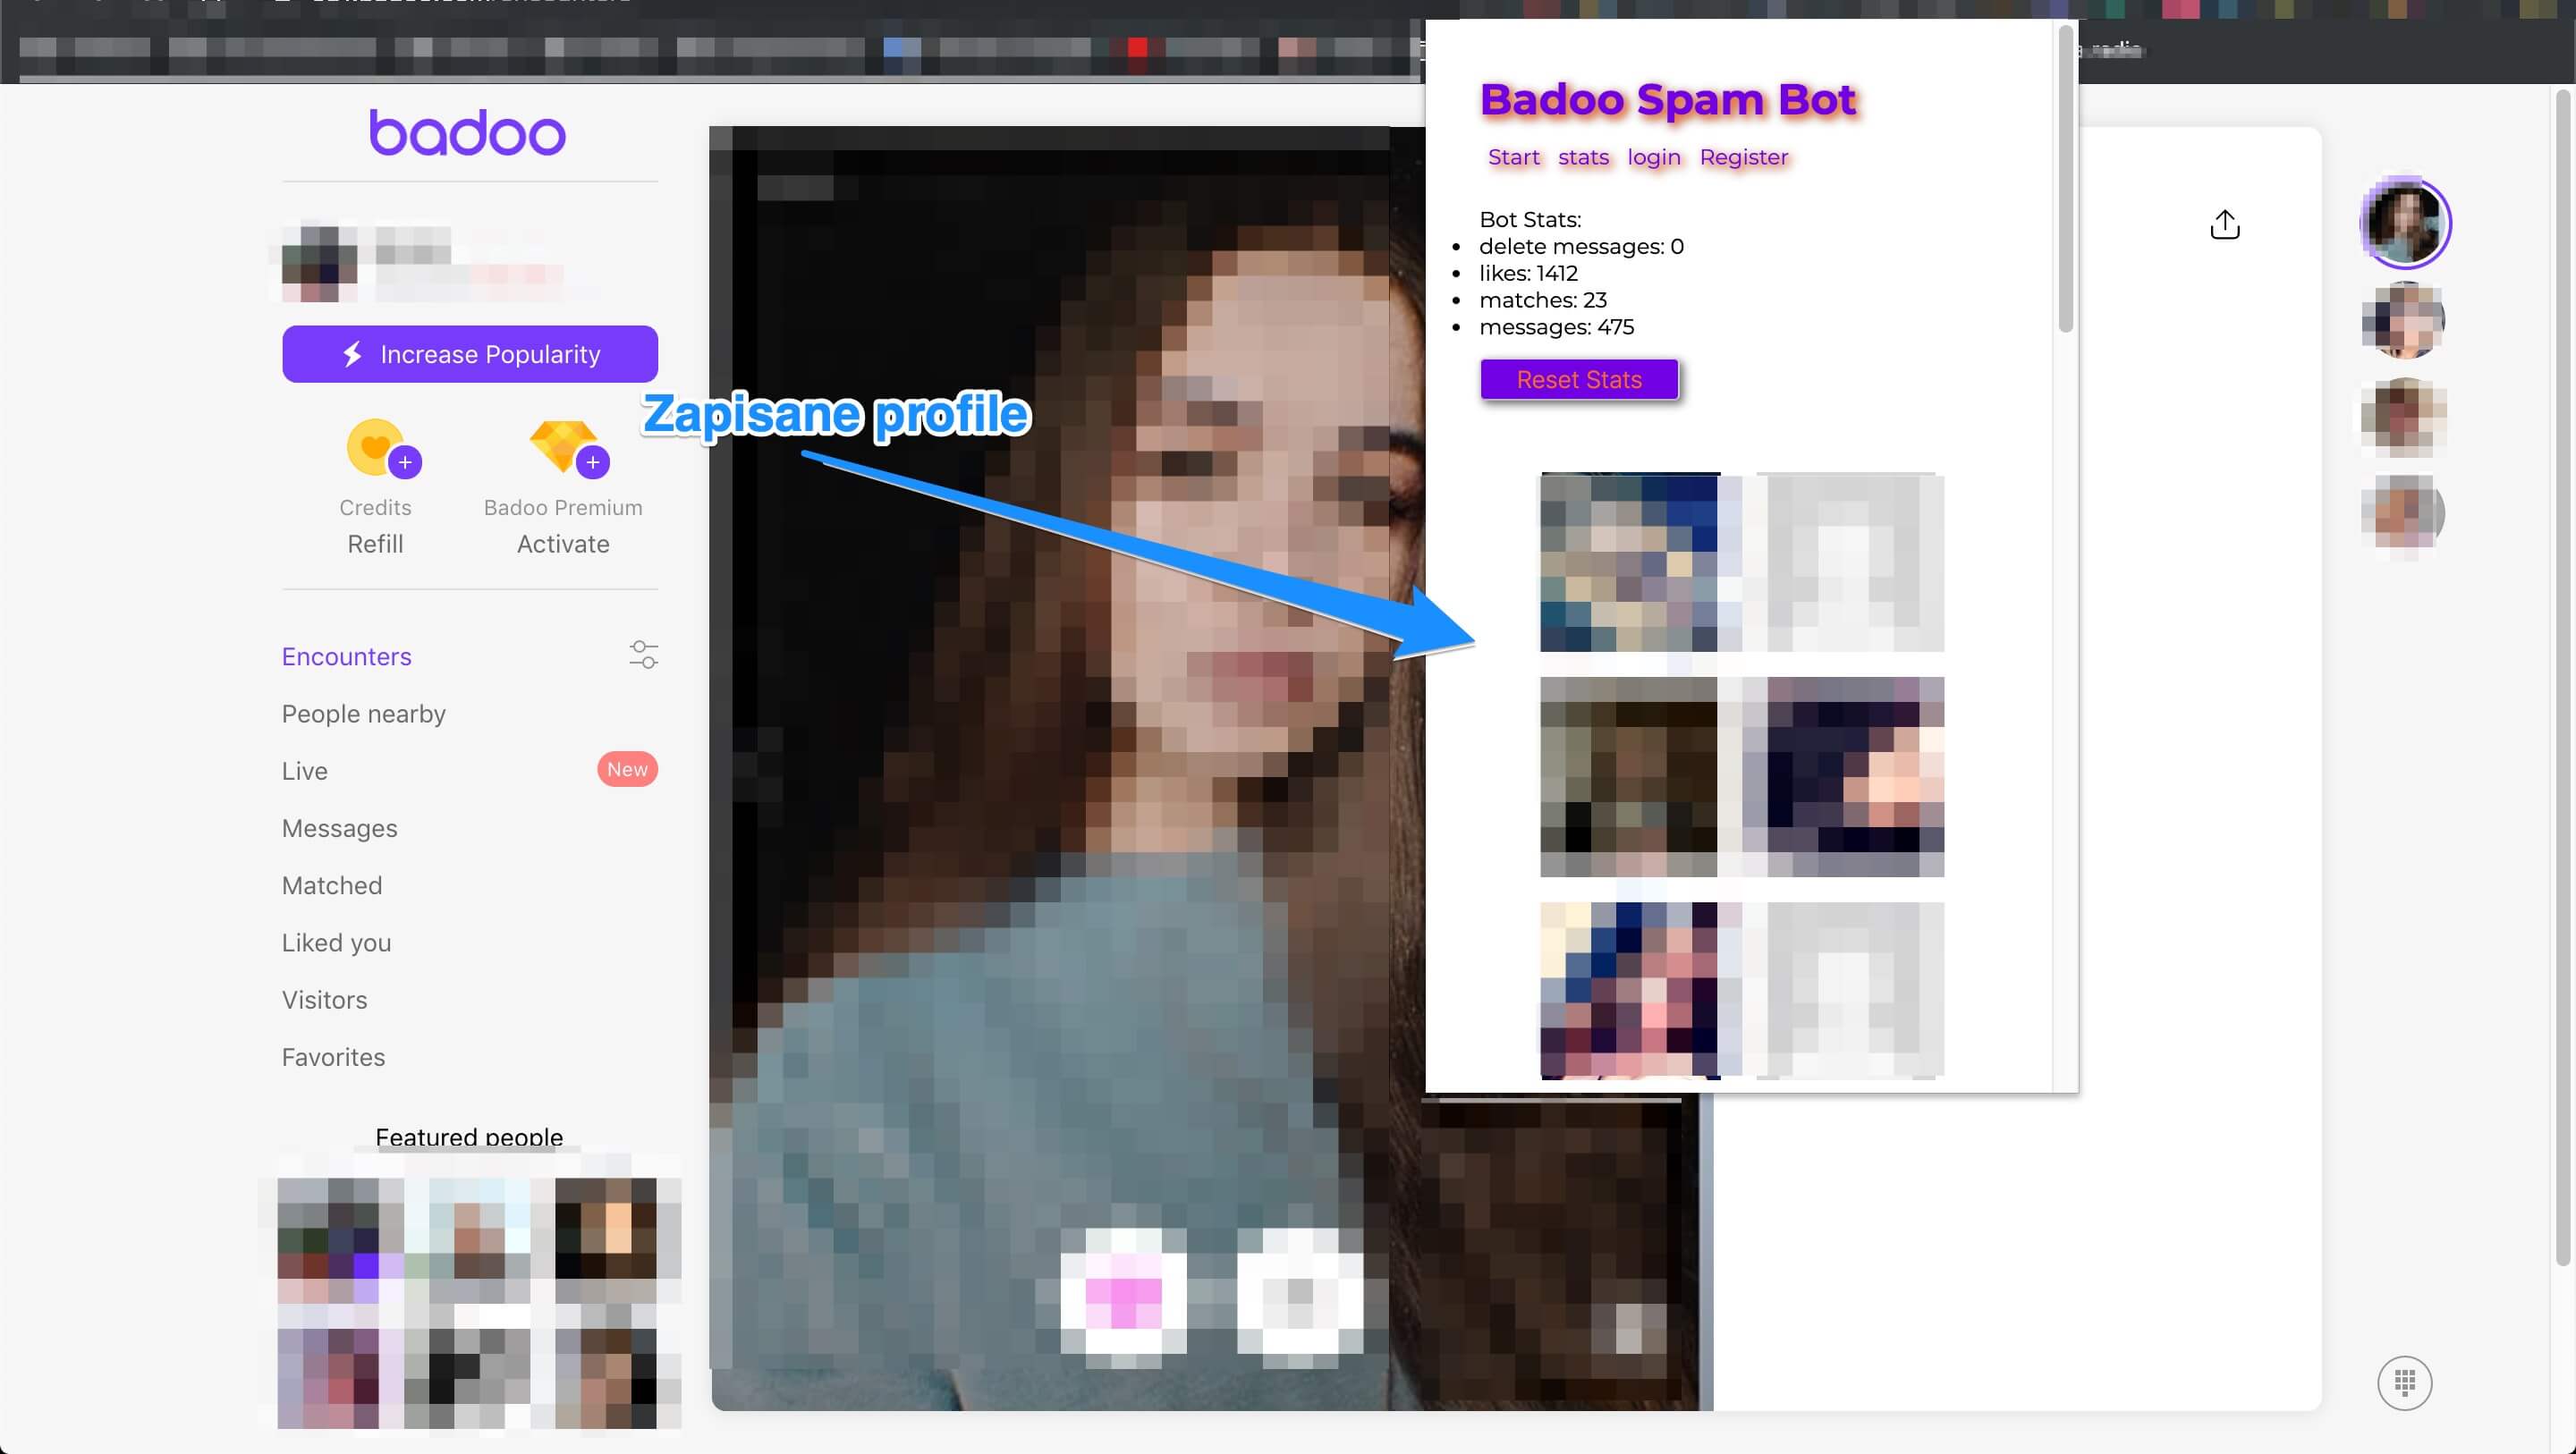 badoo
Increase Popularity
Credits
Refill
Badoo Premium
Activate
Encounters
People nearby
Live
New
Messages
Matched
Liked you
Visitors
Favorites
Featured people
Zapisane profile
Badoo Spam Bot
Start stats login Register
Bot Stats:
delete messages: 0
likes: 1412
matches: 23
messages: 475
Reset Stats